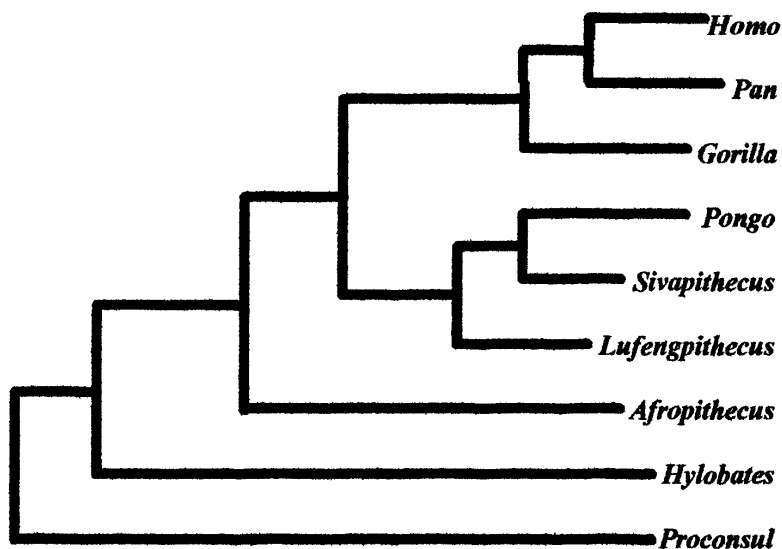 Homo
Pan
Gorilla
Pongo
Sivapithecus
Lufengpithecus
Afropithecus
Hylobates
Proconsul